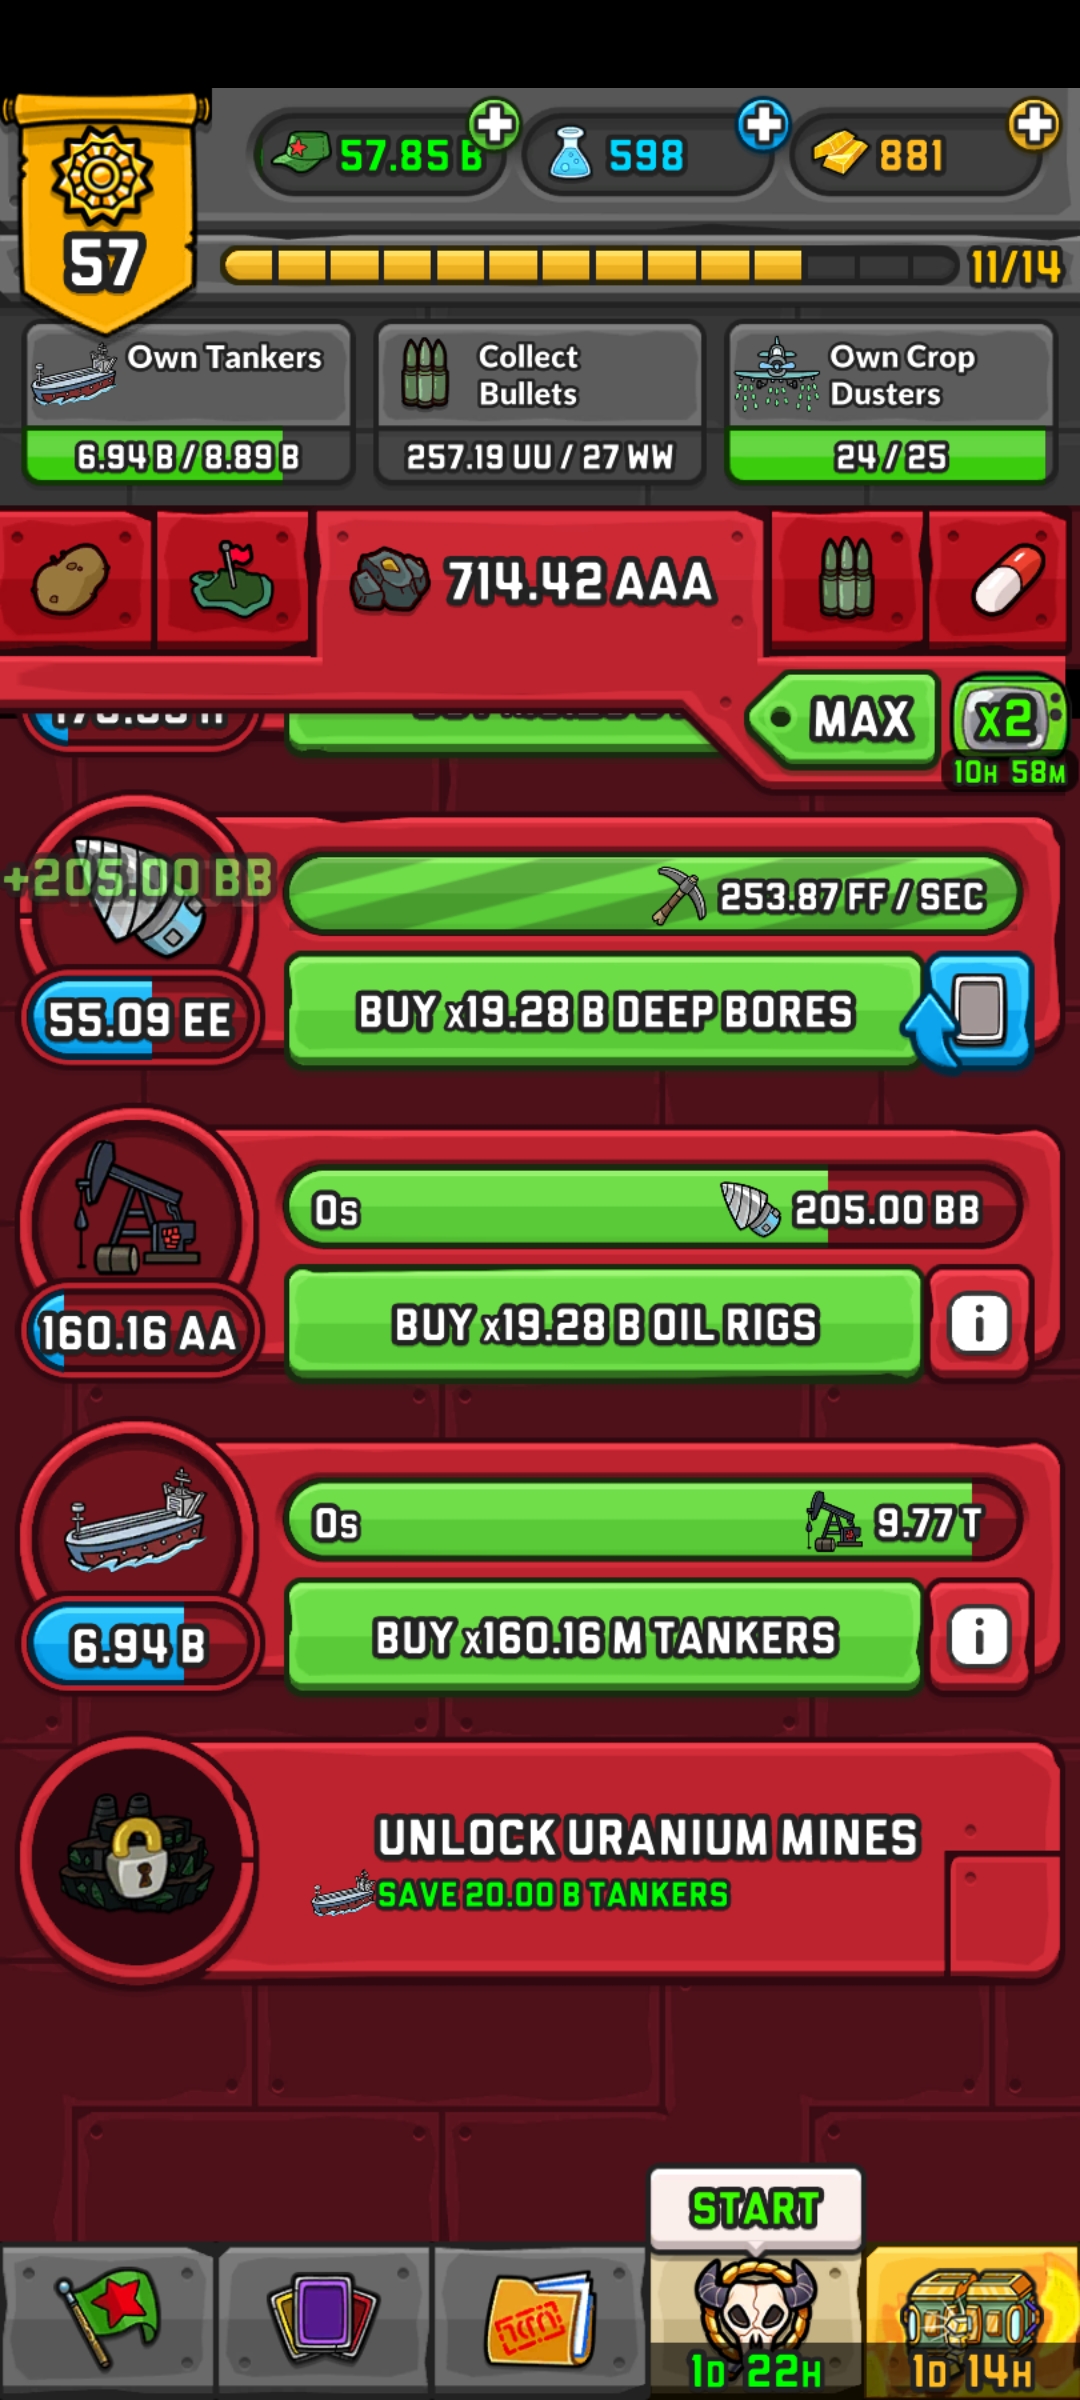 57.85 B
598
881
57
11/14
Own Tankers
6.94 B / 8.89 B
Collect
Bullets
257.19 UU / 27 WW
Own Crop
Dusters
24 / 25
714.42 AAA
MAX
x2
10H 58M
+205.00 BB
253.87 FF / SEC
55.09 EE
BUY x19.28 B DEEP BORES
0s
205.00 BB
160.16 AA
BUY x19.28 B OIL RIGS
i
0s
9.77 T
6.94 B
BUY x160.16 M TANKERS
i
UNLOCK URANIUM MINES
SAVE 20.00 B TANKERS
START
1D 22H
1D 14H